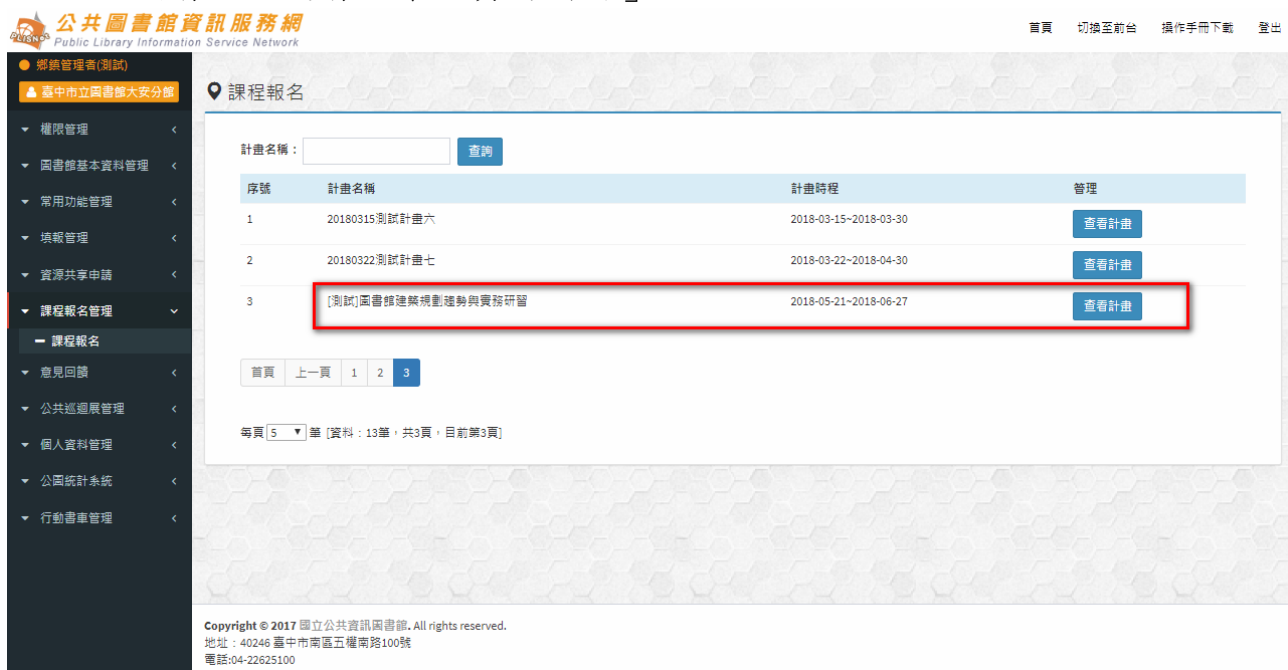 公共圖書館資訊服務網
Public Library Information Service Network
PLISNET
首頁 切換至前台 操作手冊下載 登出
鄉鎮管理者(測試)
臺中市立圖書館大安分館
權限管理
圖書館基本資料管理
常用功能管理
填報管理
資源共享申請
課程報名管理
課程報名
意見回饋
公共巡迴展管理
個人資料管理
公圖統計系統
行動書車管理
課程報名
計畫名稱： 查詢
序號 計畫名稱 計畫時程 管理
1 20180315測試計畫六 2018-03-15~2018-03-30 查看計畫
2 20180322測試計畫七 2018-03-22~2018-04-30 查看計畫
3 [測試]圖書館建築規劃趨勢與實務研習 2018-05-21~2018-06-27 查看計畫
首頁 上一頁 1 2 3
每頁 5 筆 [資料：13筆，共3頁，目前第3頁]
Copyright © 2017 國立公共資訊圖書館. All rights reserved.
地址：40246 臺中市南區五權南路100號
電話:04-22625100